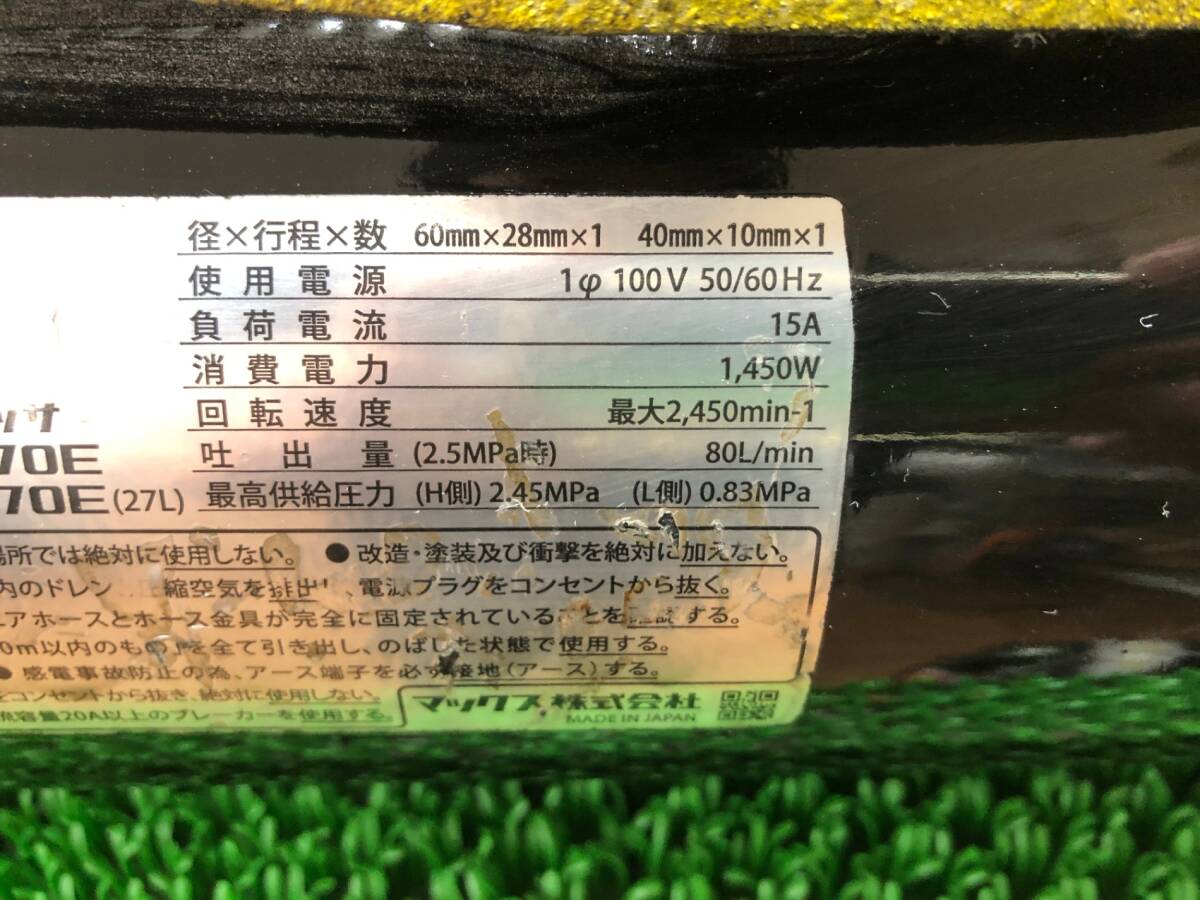 径×行程×数 60mm×28mm×1 40mm×10mm×1
使用電源 1φ 100V 50/60Hz
負荷電流 15A
消費電力 1,450W
回転速度 最大2,450min-1
吐出量 (2.5MPa時) 80L/min
70E
70E(27L) 最高供給圧力 (H側) 2.45MPa (L側) 0.83MPa
場所では絶対に使用しない。 ●改造・塗装及び衝撃を絶対に加えない。
内のドレン 縮空気を排出し、電源プラグをコンセントから抜く。
エアホースとホース金具が完全に固定されていることを確認する。
0m以内のもの を全て引き出し、のばした状態で使用する。
●感電事故防止の為、アース端子を必ず接地(アース)する。
をコンセントから抜き、絶対に使用しない。
流容量20A以上のブレーカーを使用する。
マックス株式会社
MADE IN JAPAN